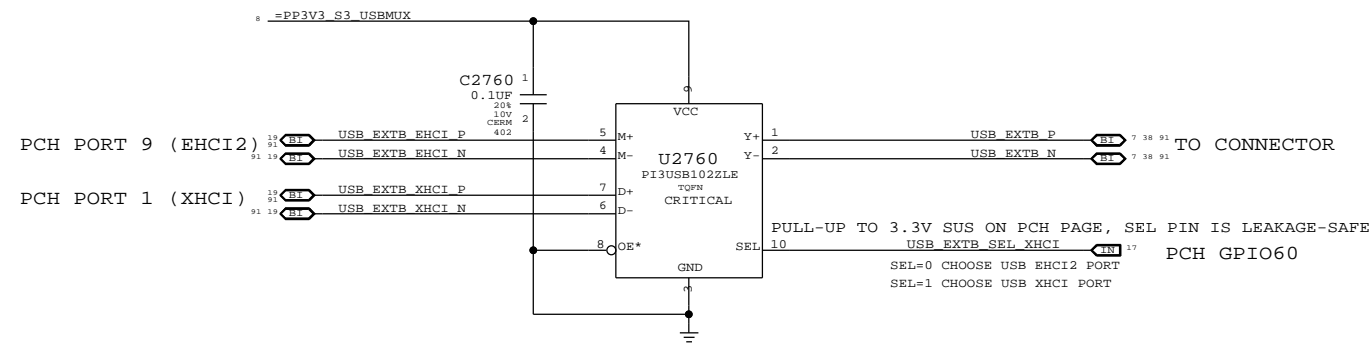 8 =PP3V3_S3_USBMUX
C2760 1
0.1UF
20%
10V
CERM
402 2
9
VCC
PCH PORT 9 (EHCI2)
19 BI USB_EXTB_EHCI_P 5 M+
91
91 19 BI USB_EXTB_EHCI_N 4 M-
PCH PORT 1 (XHCI)
19 BI USB_EXTB_XHCI_P 7 D+
91
91 19 BI USB_EXTB_XHCI_N 6 D-
8 OE*
U2760
PI3USB102ZLE
TQFN
CRITICAL
GND
3
Y+ 1 USB_EXTB_P BI 7 38 91
Y- 2 USB_EXTB_N BI 7 38 91
TO CONNECTOR
PULL-UP TO 3.3V SUS ON PCH PAGE, SEL PIN IS LEAKAGE-SAFE
SEL 10 USB_EXTB_SEL_XHCI IN 17
PCH GPIO60
SEL=0 CHOOSE USB EHCI2 PORT
SEL=1 CHOOSE USB XHCI PORT